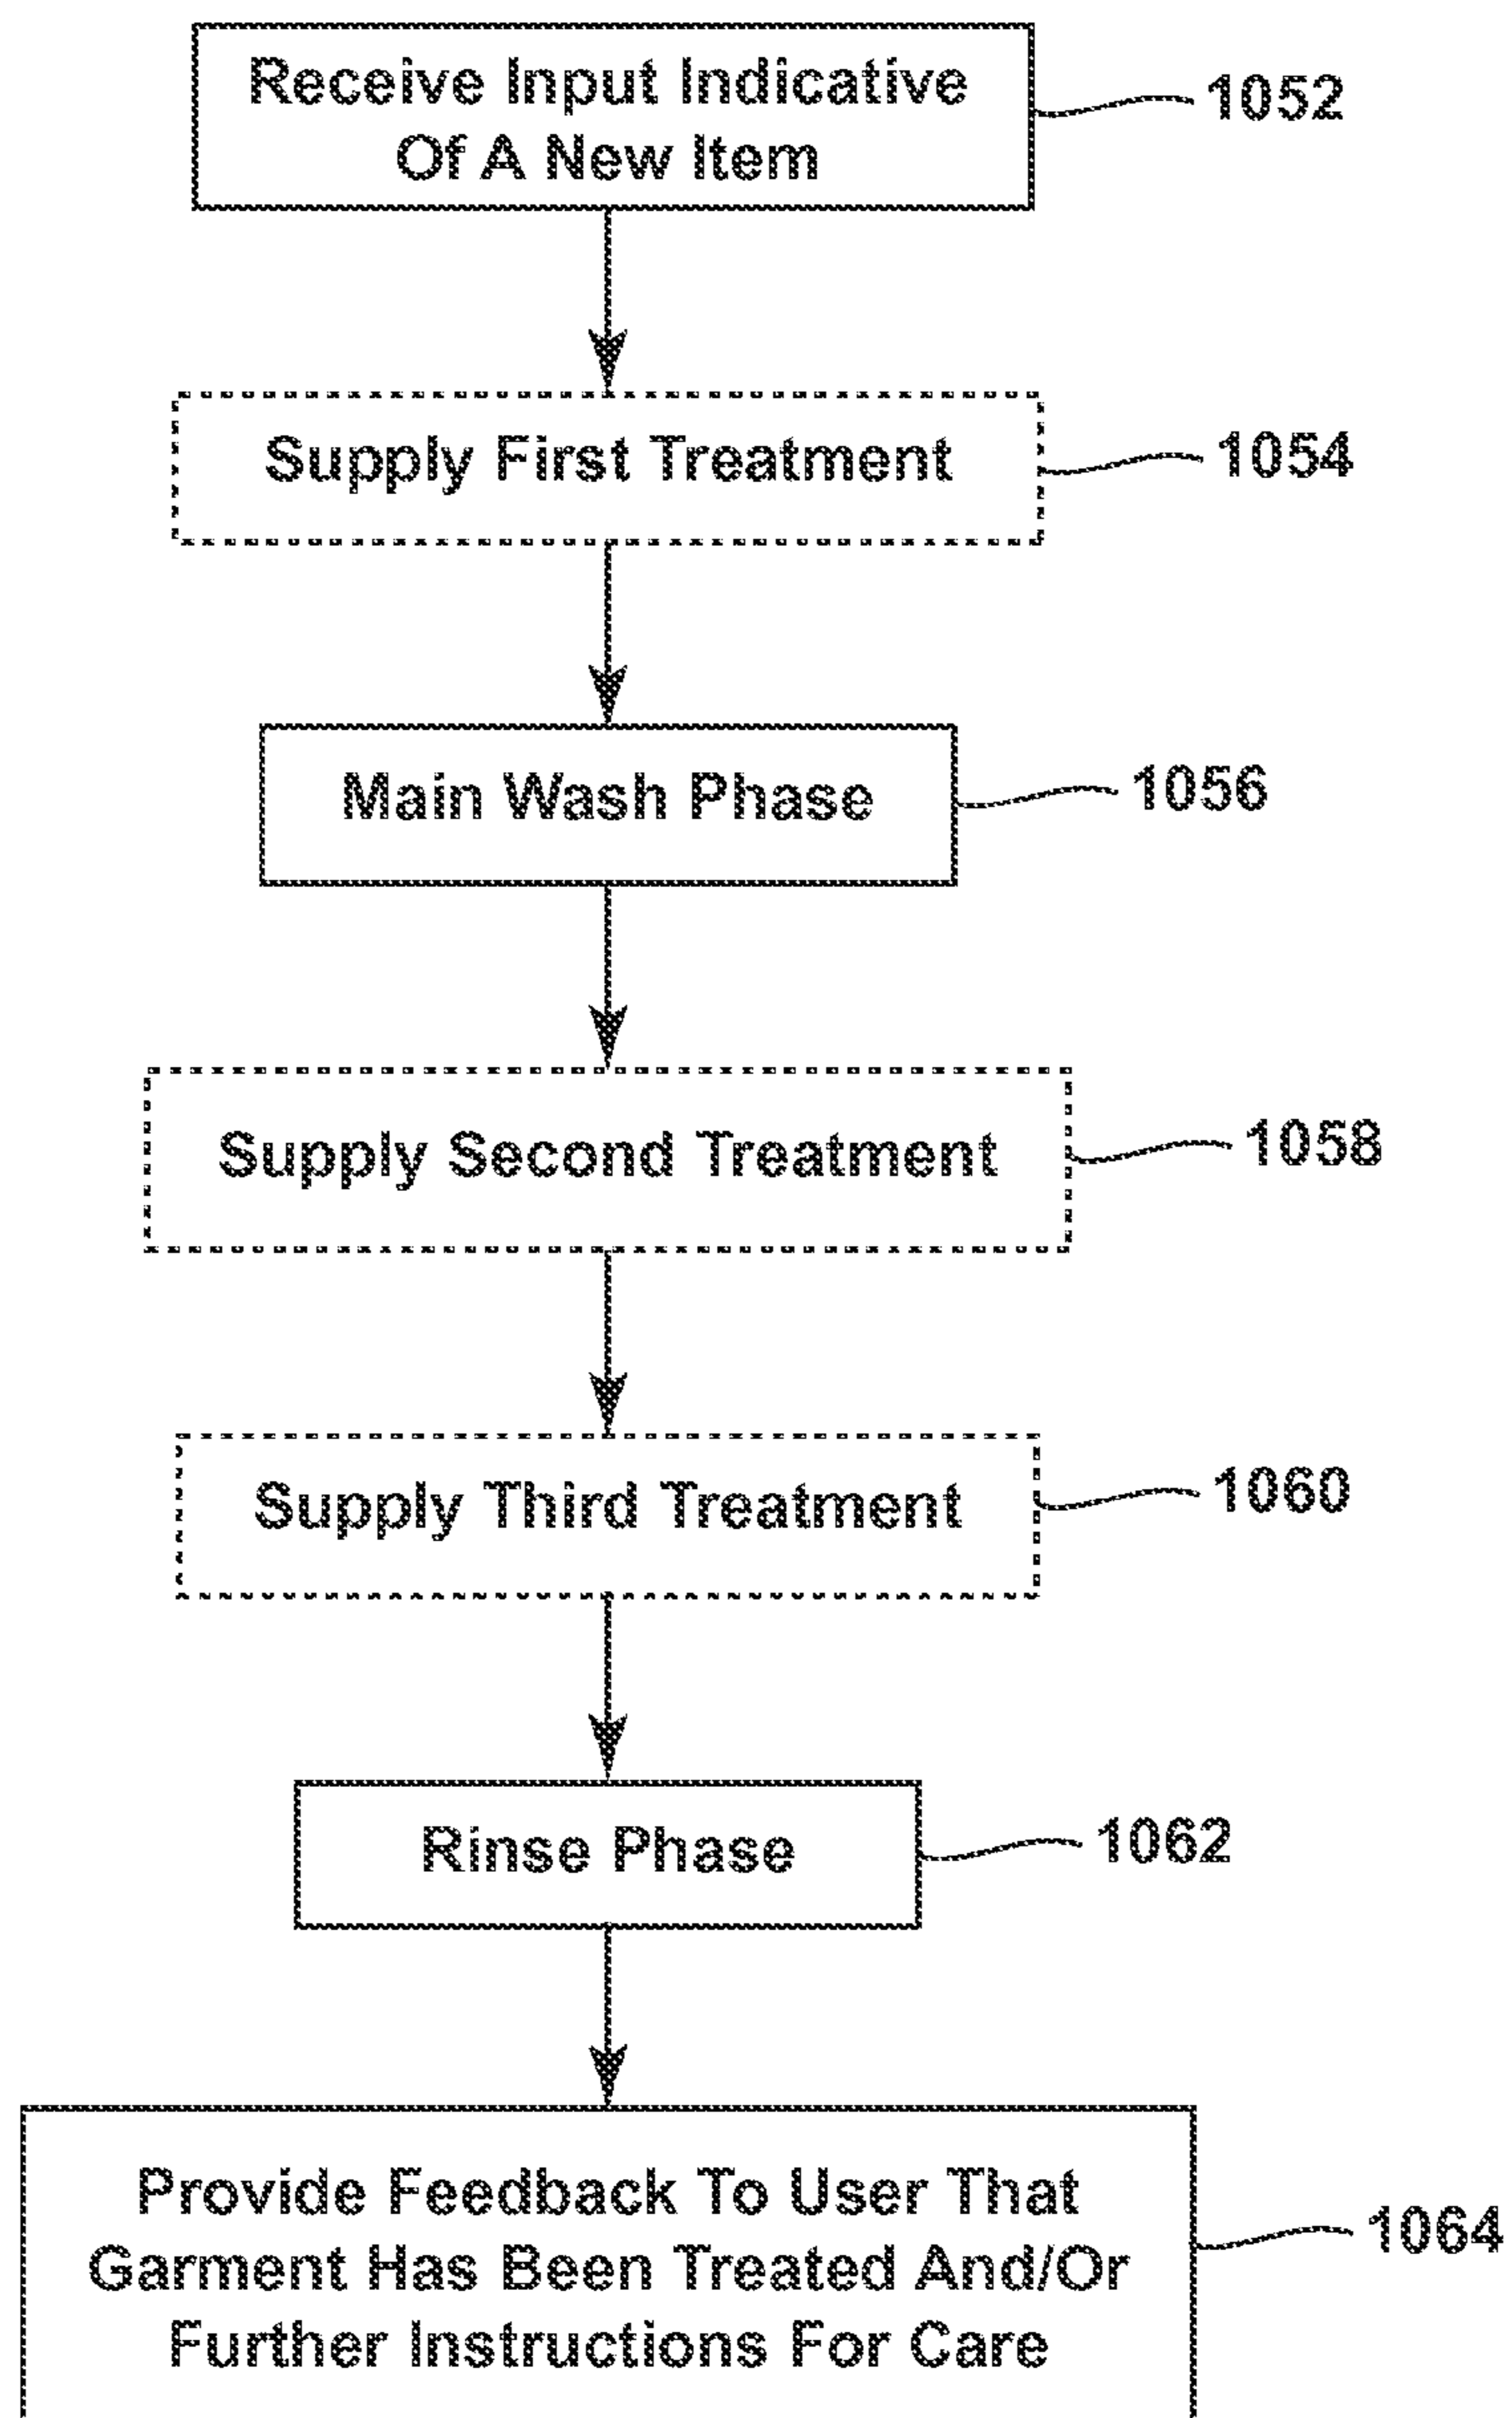 Receive Input Indicative
Of A New Item
1052
Supply First Treatment
1054
Main Wash Phase
1056
Supply Second Treatment
1058
Supply Third Treatment
1060
Rinse Phase
1062
Provide Feedback To User That
Garment Has Been Treated And/Or
Further Instructions For Care
1064